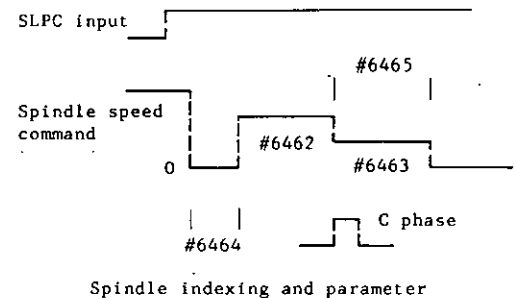 SLPC input
#6465
Spindle speed
command
#6462
0
#6463
C phase
#6464
Spindle indexing and parameter